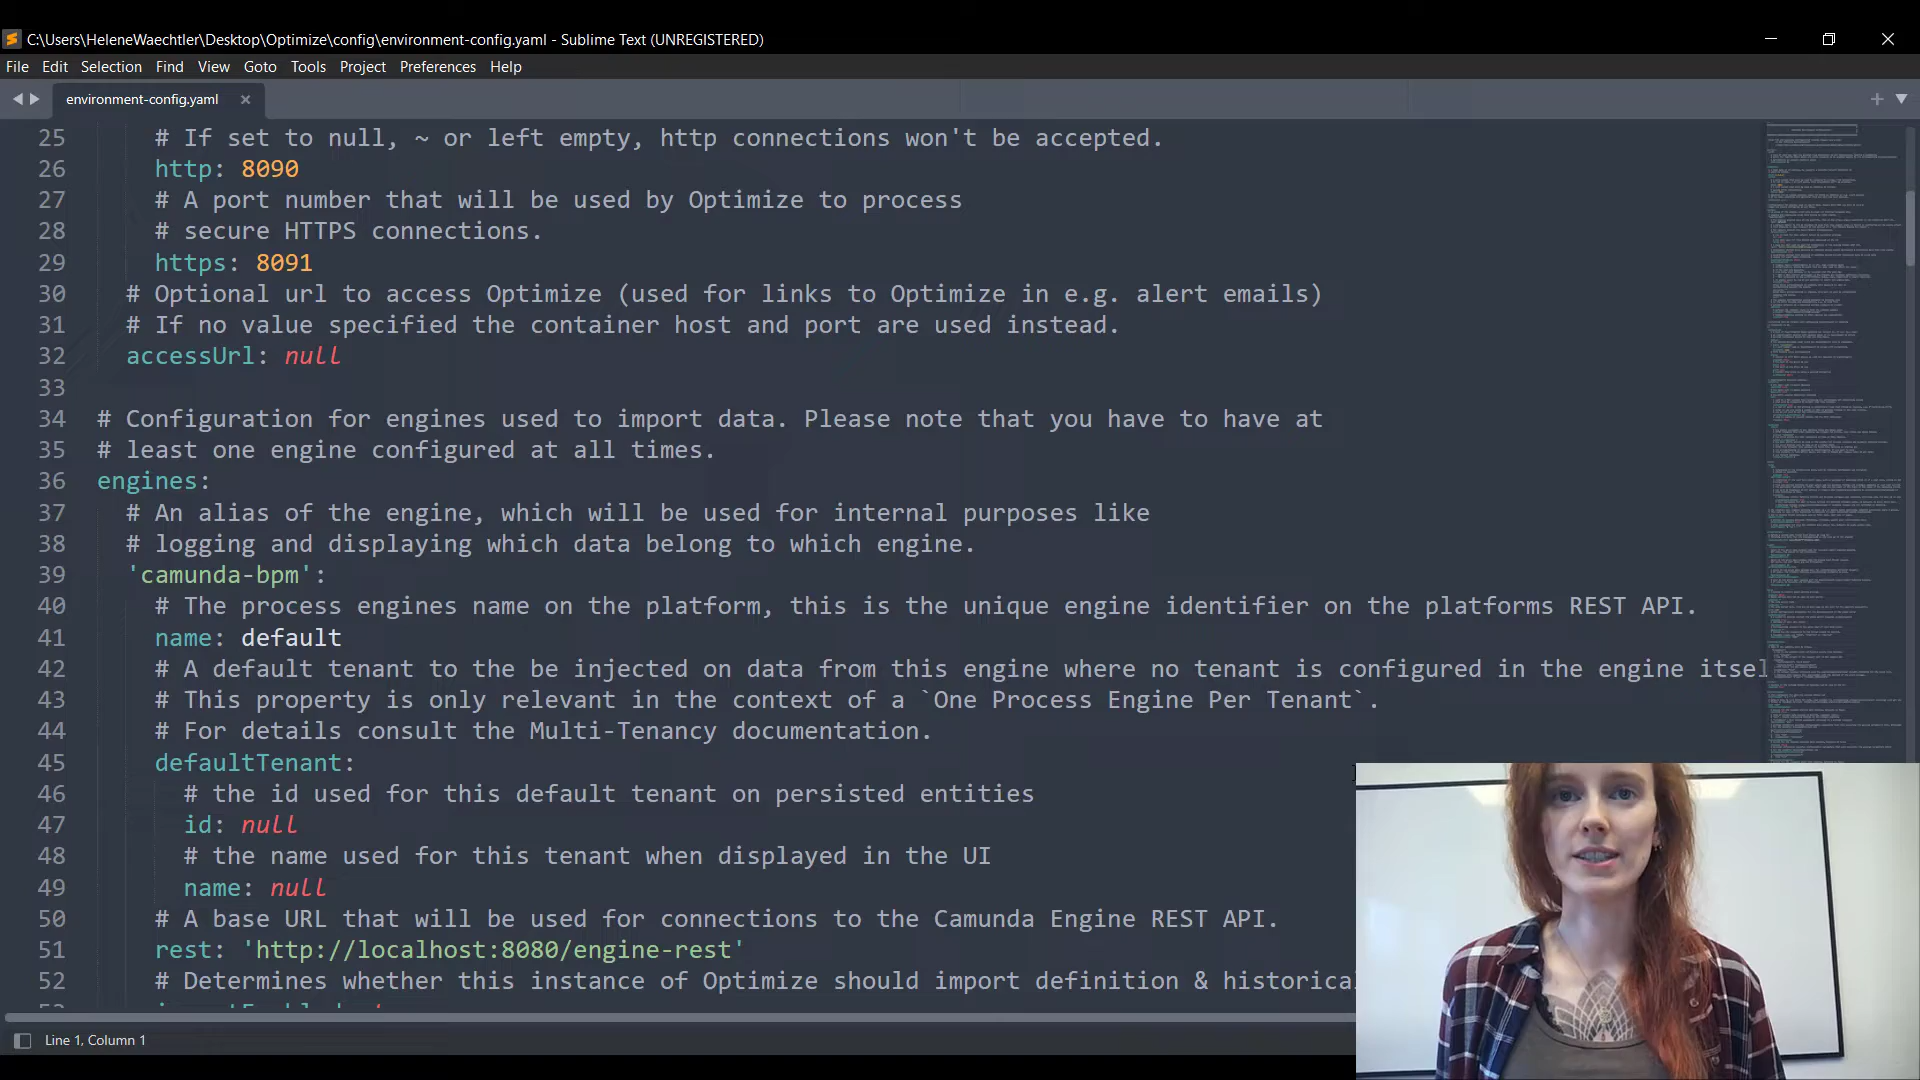 C:\Users\HeleneWaechtler\Desktop\Optimize\config\environment-config.yaml - Sublime Text (UNREGISTERED)
File Edit Selection Find View Goto Tools Project Preferences Help
environment-config.yaml
25 # If set to null, ~ or left empty, http connections won't be accepted.
26 http: 8090
27 # A port number that will be used by Optimize to process
28 # secure HTTPS connections.
29 https: 8091
30 # Optional url to access Optimize (used for links to Optimize in e.g. alert emails)
31 # If no value specified the container host and port are used instead.
32 accessUrl: null
33
34 # Configuration for engines used to import data. Please note that you have to have at
35 # least one engine configured at all times.
36 engines:
37 # An alias of the engine, which will be used for internal purposes like
38 # logging and displaying which data belong to which engine.
39 'camunda-bpm':
40 # The process engines name on the platform, this is the unique engine identifier on the platforms REST API.
41 name: default
42 # A default tenant to the be injected on data from this engine where no tenant is configured in the engine itsel
43 # This property is only relevant in the context of a `One Process Engine Per Tenant`.
44 # For details consult the Multi-Tenancy documentation.
45 defaultTenant:
46 # the id used for this default tenant on persisted entities
47 id: null
48 # the name used for this tenant when displayed in the UI
49 name: null
50 # A base URL that will be used for connections to the Camunda Engine REST API.
51 rest: 'http://localhost:8080/engine-rest'
52 # Determines whether this instance of Optimize should import definition & historica
Line 1, Column 1